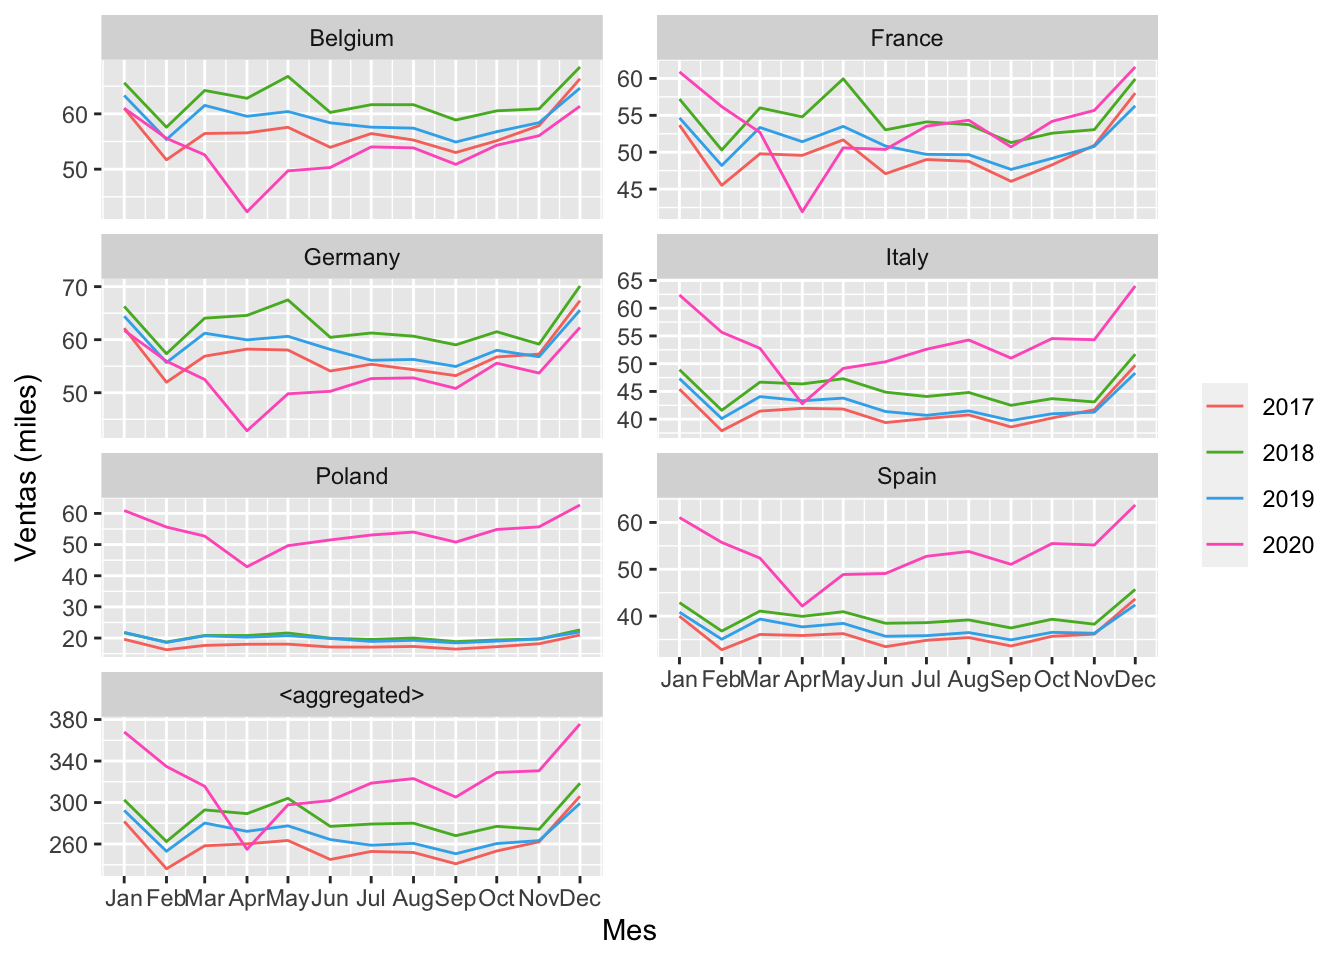 Belgium
France
60
50
60
55
50
45
Germany
Italy
70
60
50
65
60
55
50
45
40
Poland
Spain
60
50
40
30
20
60
50
40
Jan Feb Mar Apr May Jun Jul Aug Sep Oct Nov Dec
<aggregated>
380
340
300
260
Jan Feb Mar Apr May Jun Jul Aug Sep Oct Nov Dec
Mes
Ventas (miles)
2017
2018
2019
2020